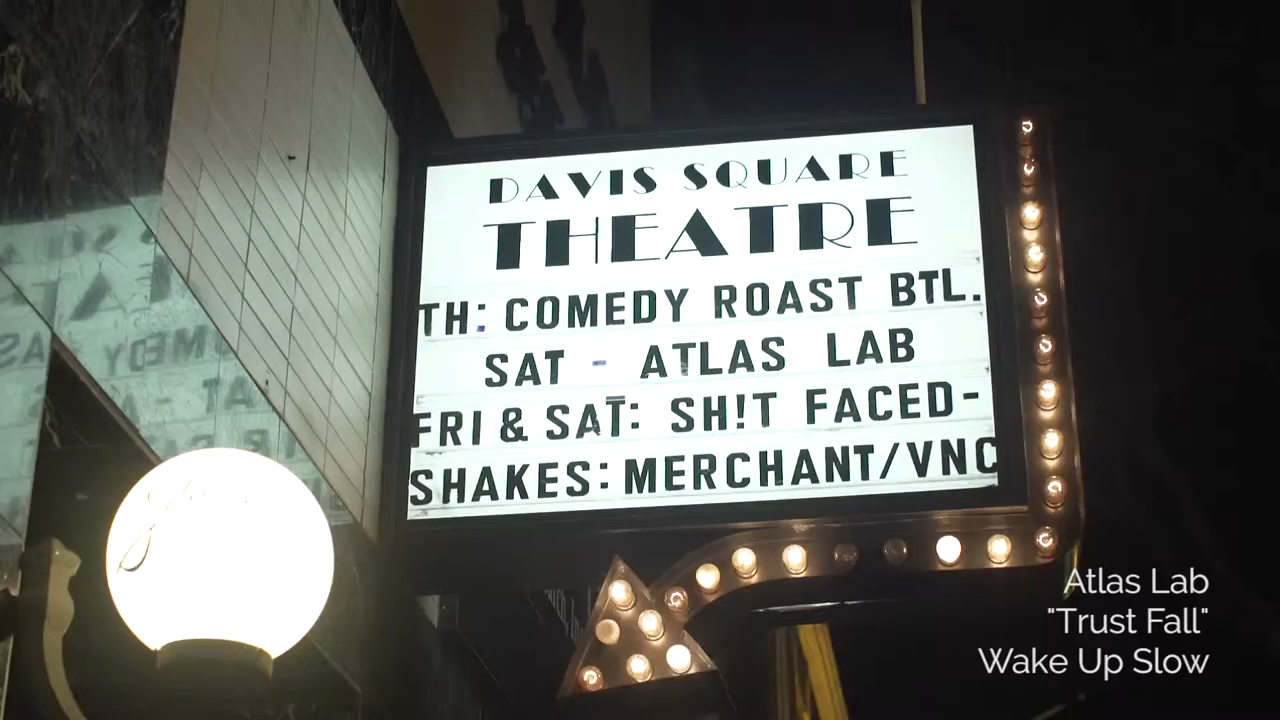 DAVIS SQUARE
THEATRE
TH: COMEDY ROAST BTL.
SAT - ATLAS LAB
FRI & SAT: SH!T FACED-
SHAKES: MERCHANT/VNC
Atlas Lab
"Trust Fall"
Wake Up Slow